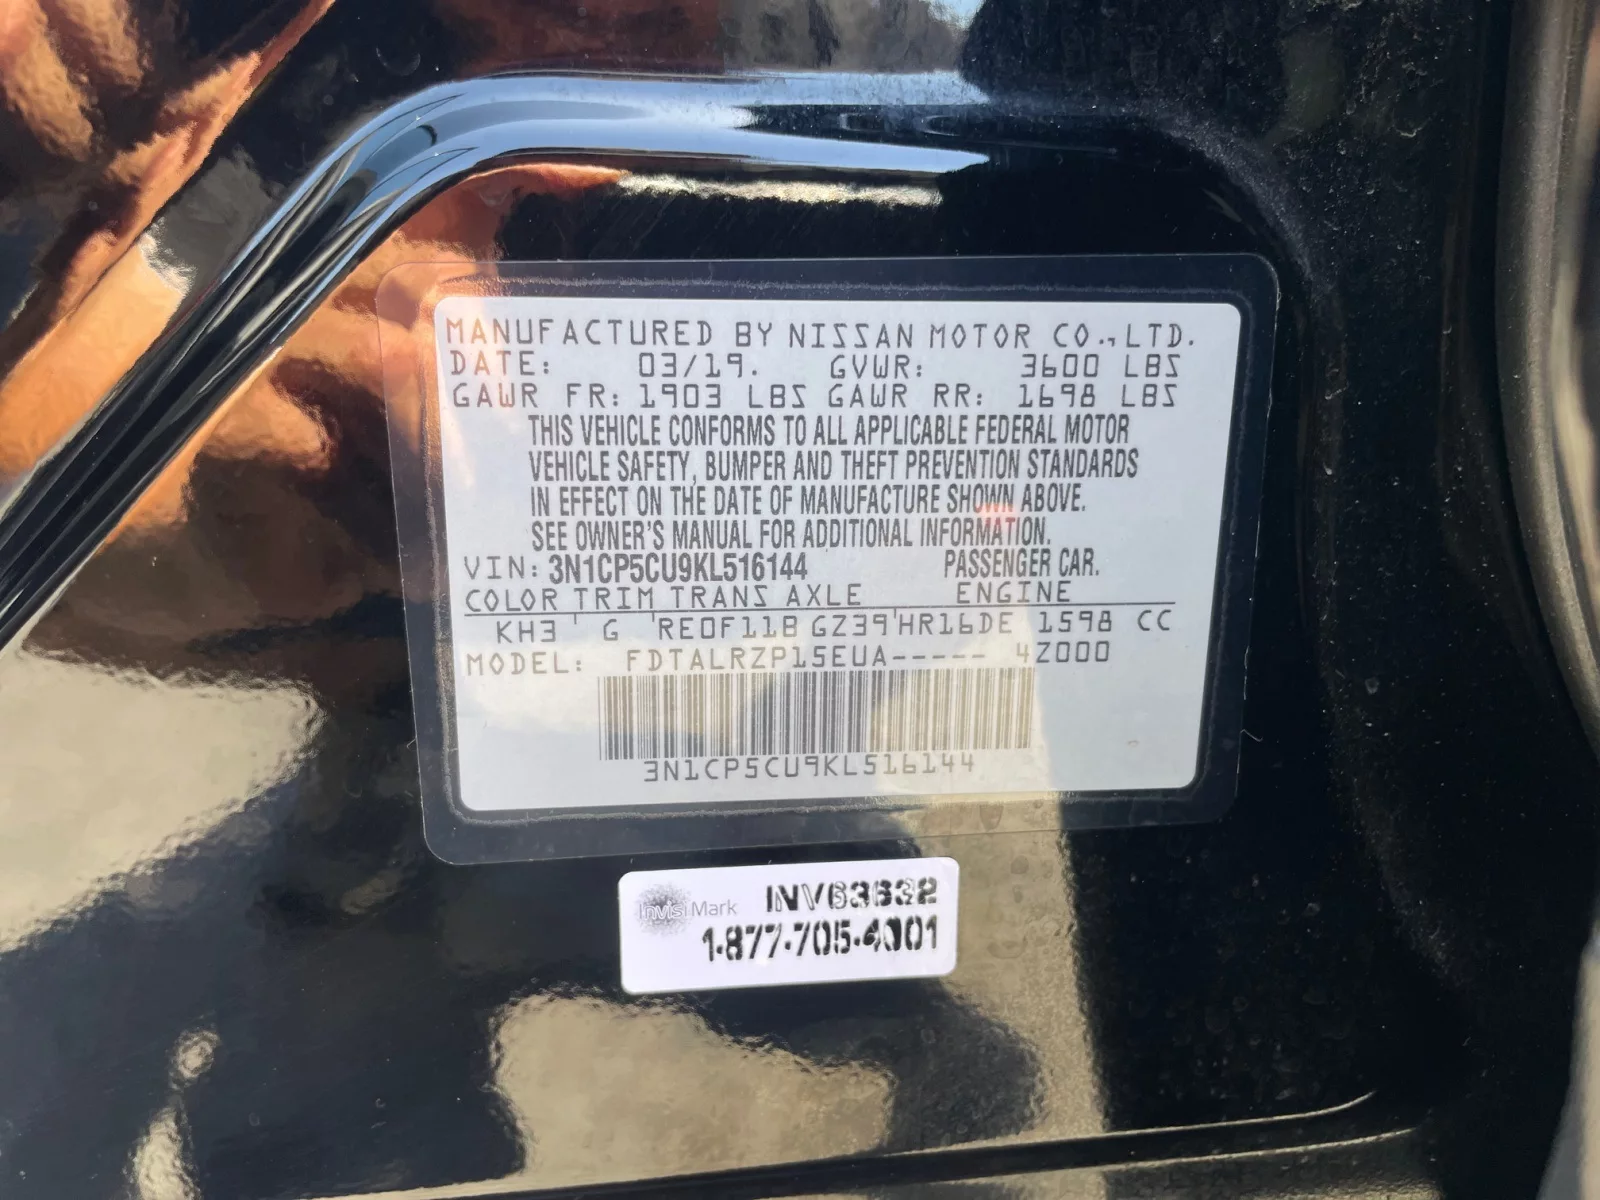 MANUFACTURED BY NISSAN MOTOR CO.,LTD.
DATE: 03/19. GVWR: 3600 LBS
GAWR FR: 1903 LBS GAWR RR: 1698 LBS
THIS VEHICLE CONFORMS TO ALL APPLICABLE FEDERAL MOTOR
VEHICLE SAFETY, BUMPER AND THEFT PREVENTION STANDARDS
IN EFFECT ON THE DATE OF MANUFACTURE SHOWN ABOVE.
SEE OWNER'S MANUAL FOR ADDITIONAL INFORMATION.
VIN: 3N1CP5CU9KL516144 PASSENGER CAR.
COLOR TRIM TRANS AXLE ENGINE
KH3 ' G 'RE0F11B GZ39'HR16DE 1598 CC
MODEL: FDTALRZP15EUA----- 4Z000
3N1CP5CU9KL516144
InvisiMark INV63632
1-877-705-4001